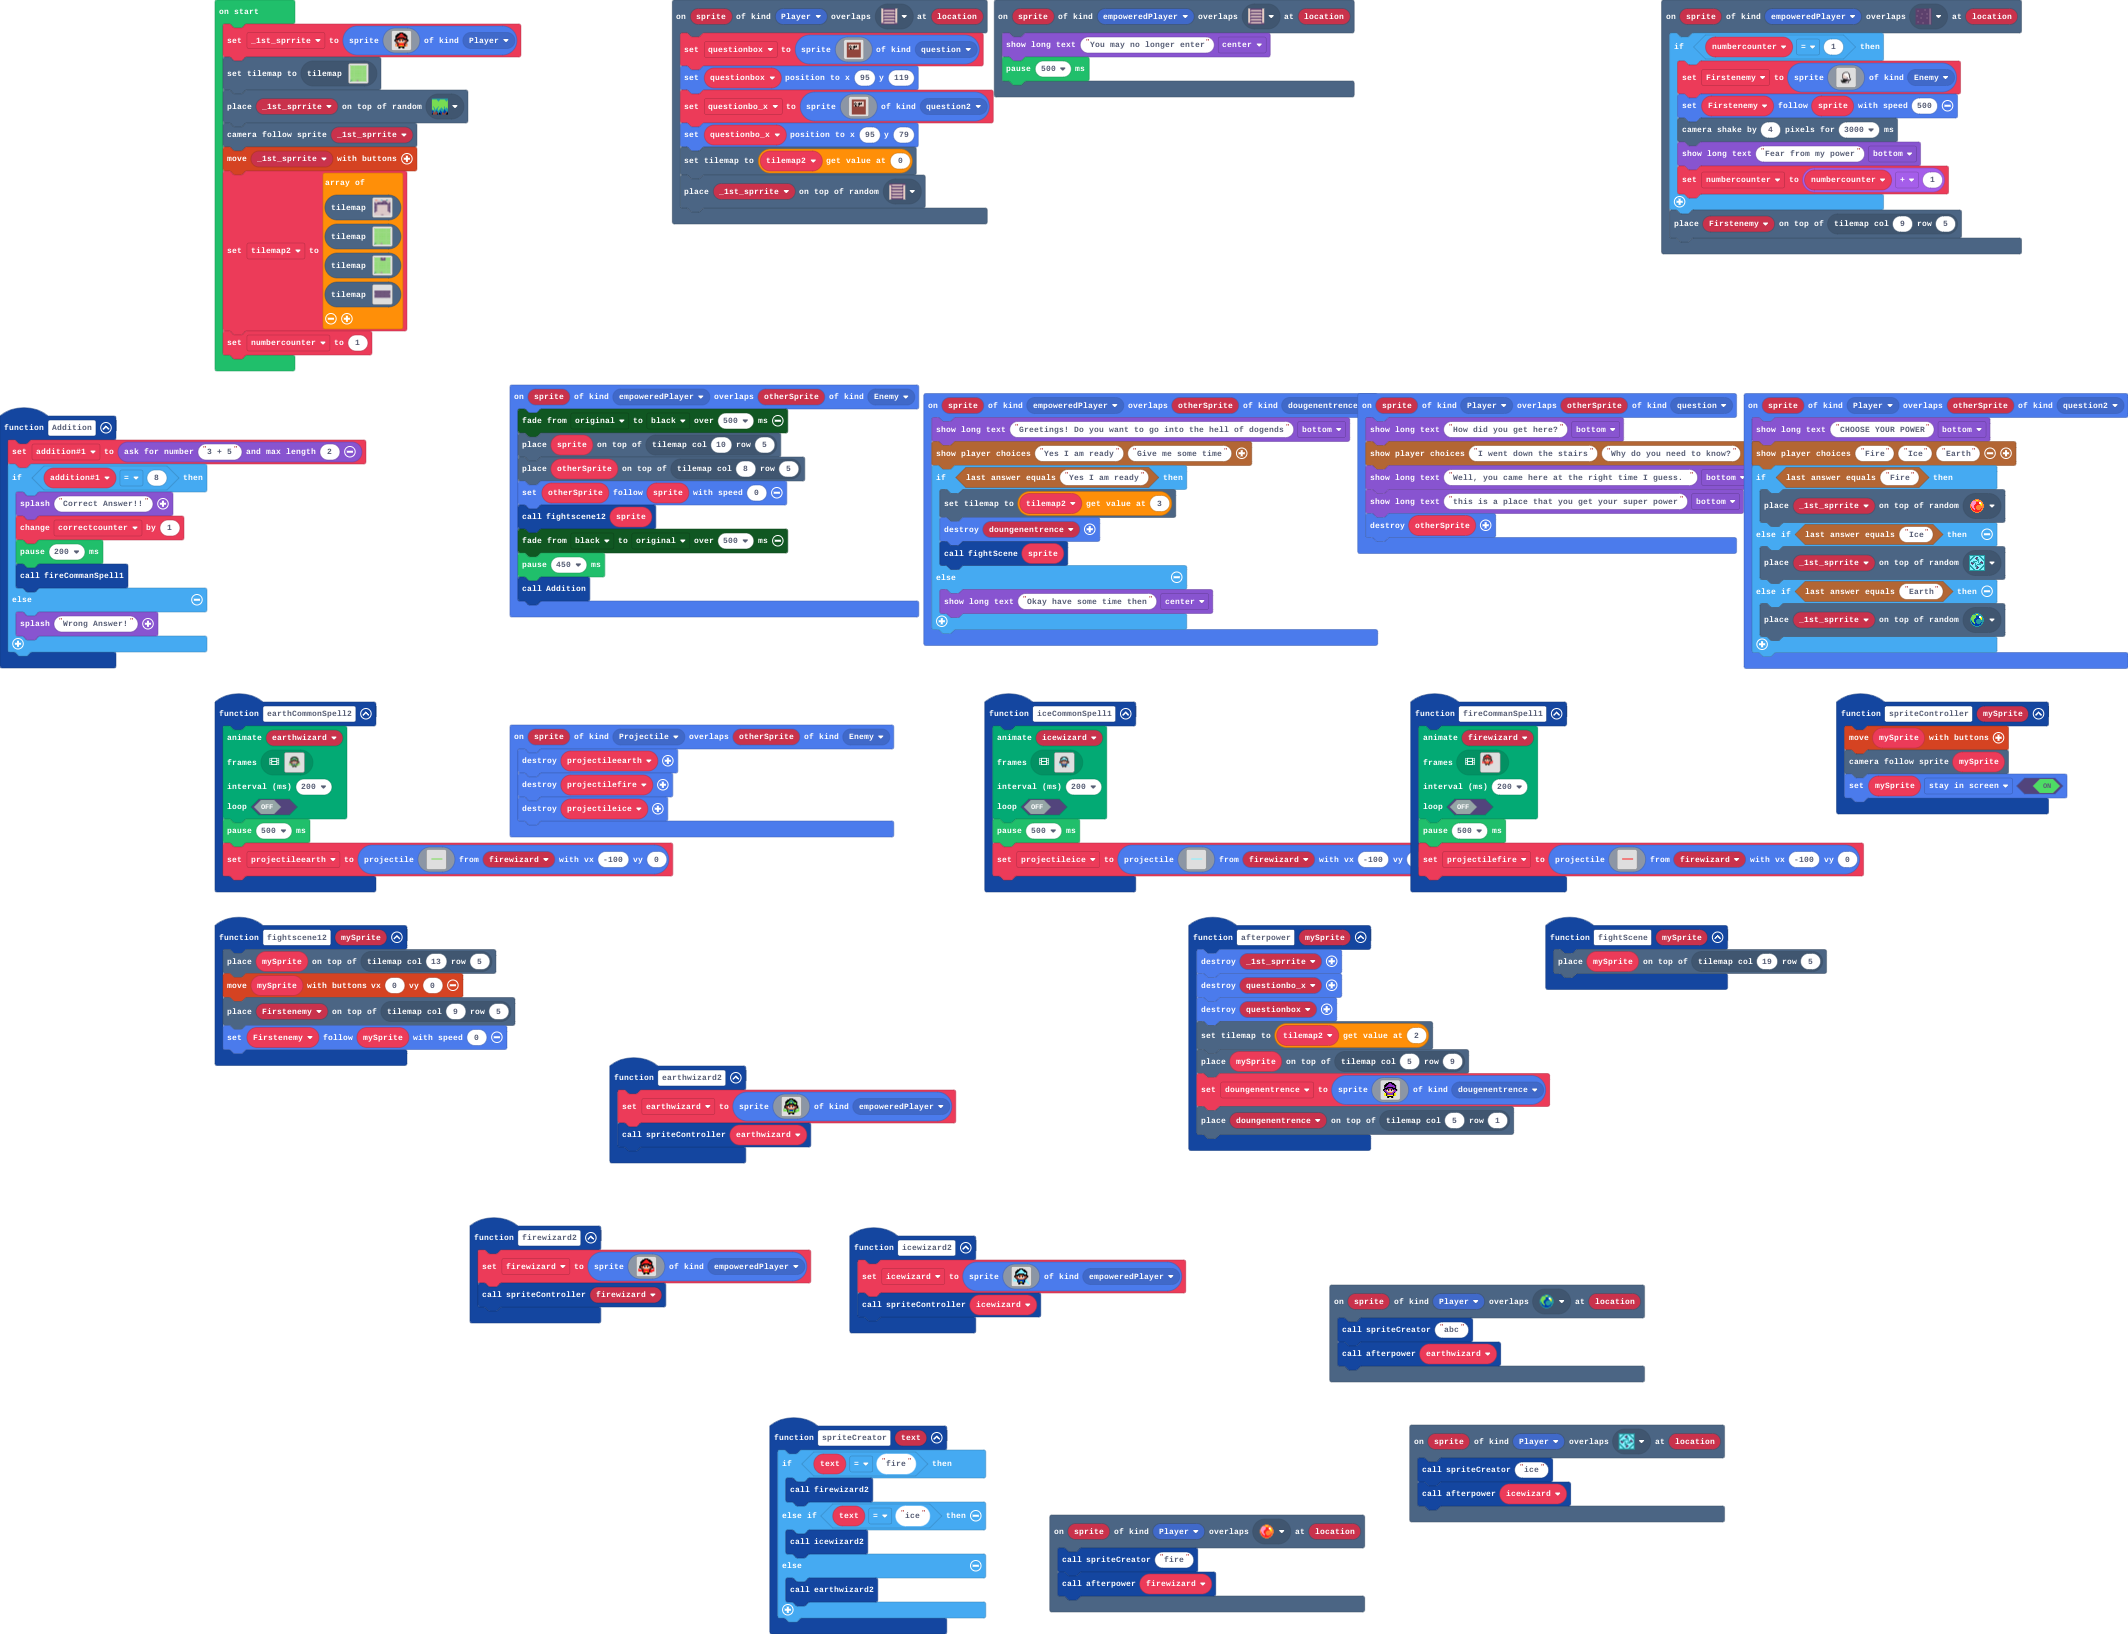 on start
set _1st_sprrite to sprite of kind Player
set tilemap to tilemap
place _1st_sprrite on top of random
camera follow sprite _1st_sprrite
move _1st_sprrite with buttons
set tilemap2 to
array of
tilemap
tilemap
tilemap
tilemap
set numbercounter to 1
on sprite of kind Player overlaps at location
set questionbox to sprite of kind question
set questionbox position to x 95 y 119
set questionbo_x to sprite of kind question2
set questionbo_x position to x 95 y 79
set tilemap to tilemap2 get value at 0
place _1st_sprrite on top of random
on sprite of kind empoweredPlayer overlaps at location
show long text "You may no longer enter" center
pause 500 ms
on sprite of kind empoweredPlayer overlaps at location
if numbercounter = 1 then
set Firstenemy to sprite of kind Enemy
set Firstenemy follow sprite with speed 500
camera shake by 4 pixels for 3000 ms
show long text "Fear from my power" bottom
set numbercounter to numbercounter + 1
place Firstenemy on top of tilemap col 9 row 5
function Addition
set addition#1 to ask for number "3 + 5" and max length 2
if addition#1 = 8 then
splash "Correct Answer!!"
change correctcounter by 1
pause 200 ms
call fireCommanSpell1
else
splash "Wrong Answer!"
on sprite of kind empoweredPlayer overlaps otherSprite of kind Enemy
fade from original to black over 500 ms
place sprite on top of tilemap col 10 row 5
place otherSprite on top of tilemap col 8 row 5
set otherSprite follow sprite with speed 0
call fightscene12 sprite
fade from black to original over 500 ms
pause 450 ms
call Addition
on sprite of kind empoweredPlayer overlaps otherSprite of kind dougenentrence
show long text "Greetings! Do you want to go into the hell of dogends" bottom
show player choices "Yes I am ready" "Give me some time"
if last answer equals "Yes I am ready" then
set tilemap to tilemap2 get value at 3
destroy doungenentrence
call fightScene sprite
else
show long text "Okay have some time then" center
on sprite of kind Player overlaps otherSprite of kind question
show long text "How did you get here?" bottom
show player choices "I went down the stairs" "Why do you need to know?"
show long text "Well, you came here at the right time I guess. " bottom
show long text "this is a place that you get your super power" bottom
destroy otherSprite
on sprite of kind Player overlaps otherSprite of kind question2
show long text "CHOOSE YOUR POWER" bottom
show player choices "Fire" "Ice" "Earth"
if last answer equals "Fire" then
place _1st_sprrite on top of random
else if last answer equals "Ice" then
place _1st_sprrite on top of random
else if last answer equals "Earth" then
place _1st_sprrite on top of random
function earthCommonSpell2
animate earthwizard
frames
interval (ms) 200
loop OFF
pause 500 ms
set projectileearth to projectile from firewizard with vx -100 vy 0
on sprite of kind Projectile overlaps otherSprite of kind Enemy
destroy projectileearth
destroy projectilefire
destroy projectileice
function iceCommonSpell1
animate icewizard
frames
interval (ms) 200
loop OFF
pause 500 ms
set projectileice to projectile from firewizard with vx -100 vy
function fireCommanSpell1
animate firewizard
frames
interval (ms) 200
loop OFF
pause 500 ms
set projectilefire to projectile from firewizard with vx -100 vy 0
function spriteController mySprite
move mySprite with buttons
camera follow sprite mySprite
set mySprite stay in screen ON
function fightscene12 mySprite
place mySprite on top of tilemap col 13 row 5
move mySprite with buttons vx 0 vy 0
place Firstenemy on top of tilemap col 9 row 5
set Firstenemy follow mySprite with speed 0
function afterpower mySprite
destroy _1st_sprrite
destroy questionbo_x
destroy questionbox
set tilemap to tilemap2 get value at 2
place mySprite on top of tilemap col 5 row 9
set doungenentrence to sprite of kind dougenentrence
place doungenentrence on top of tilemap col 5 row 1
function fightScene mySprite
place mySprite on top of tilemap col 19 row 5
function earthwizard2
set earthwizard to sprite of kind empoweredPlayer
call spriteController earthwizard
function firewizard2
set firewizard to sprite of kind empoweredPlayer
call spriteController firewizard
function icewizard2
set icewizard to sprite of kind empoweredPlayer
call spriteController icewizard
on sprite of kind Player overlaps at location
call spriteCreator "abc"
call afterpower earthwizard
function spriteCreator text
if text = "fire" then
call firewizard2
else if text = "ice" then
call icewizard2
else
call earthwizard2
on sprite of kind Player overlaps at location
call spriteCreator "ice"
call afterpower icewizard
on sprite of kind Player overlaps at location
call spriteCreator "fire"
call afterpower firewizard